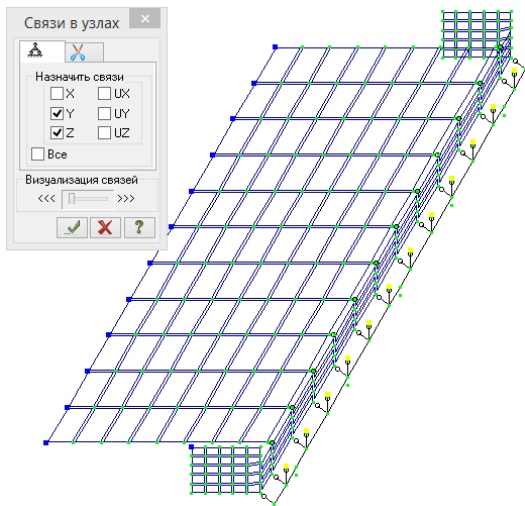 Связи в узлах
Назначить связи
X UX
Y UY
Z UZ
Все
Визуализация связей
<<< >>>
?